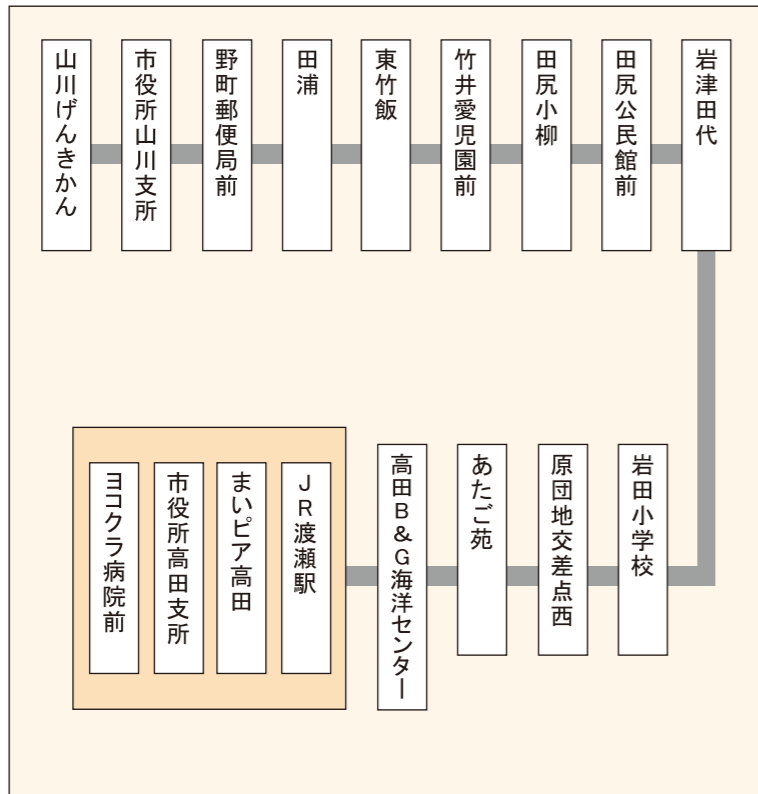 山川げんきかん
市役所山川支所
野町郵便局前
田浦
東竹飯
竹井愛児園前
田尻小柳
田尻公民館前
岩津田代
ヨコクラ病院前
市役所高田支所
まいピア高田
JR渡瀬駅
高田B&G海洋センター
あたご苑
原団地交差点西
岩田小学校